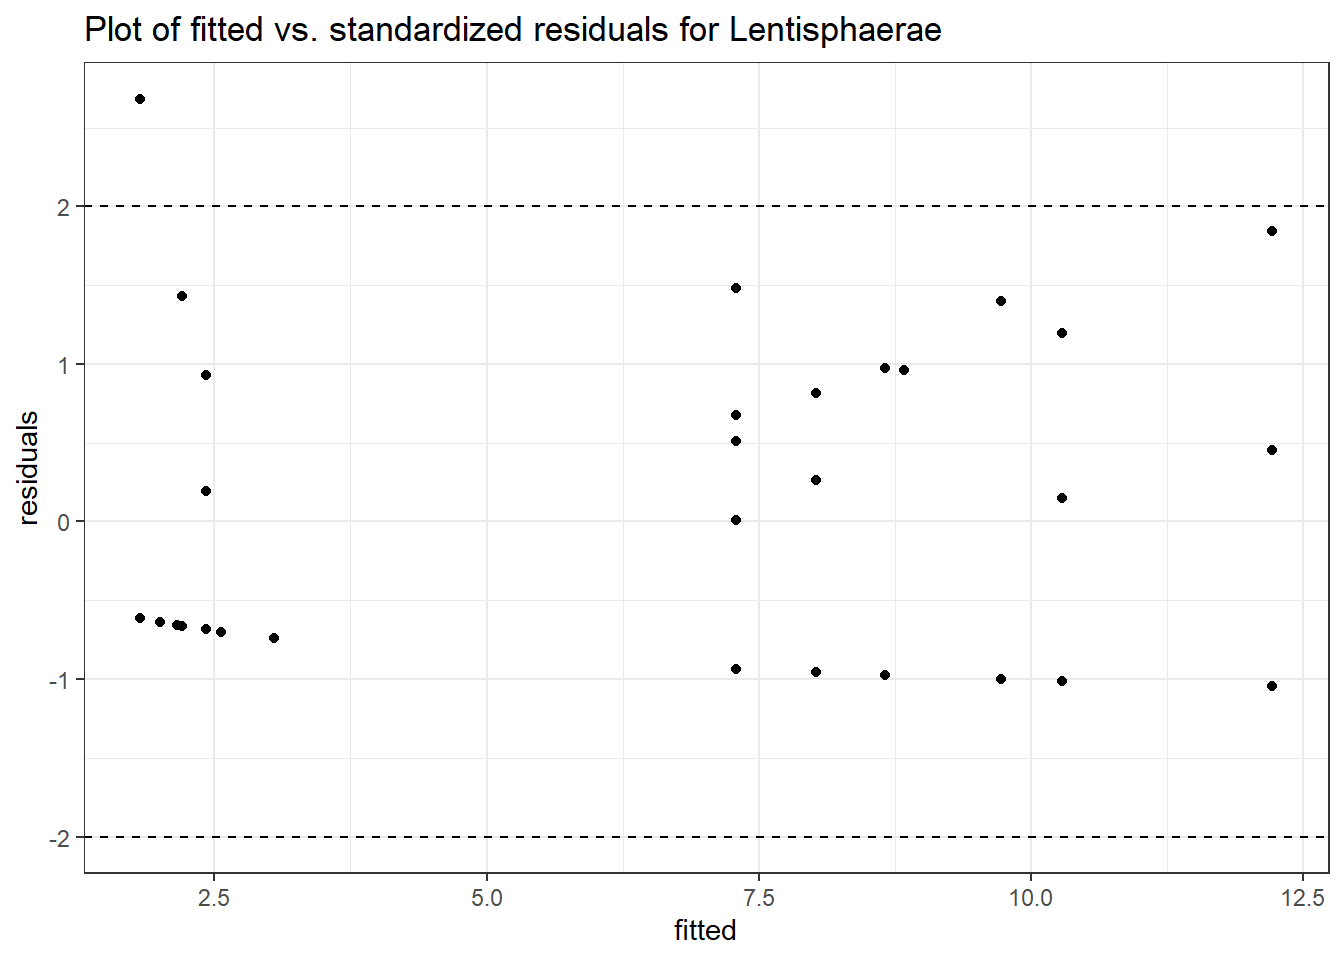 Plot of fitted vs. standardized residuals for Lentisphaerae
2
1
0
-1
-2
residuals
2.5 5.0 7.5 10.0 12.5
fitted